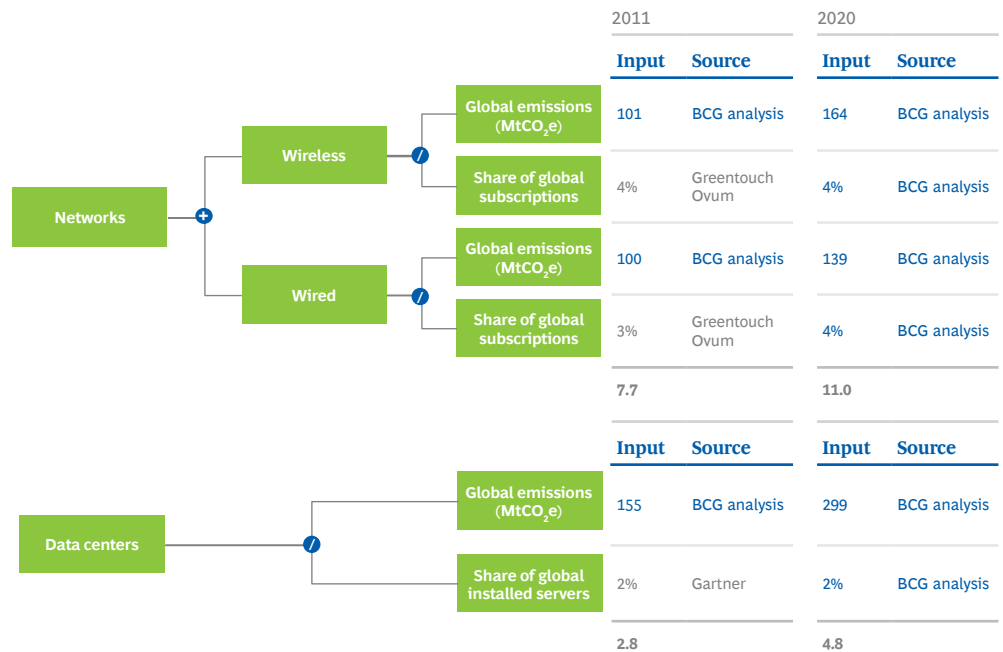 2011 2020
Input Source Input Source
Global emissions
(MtCO₂e)
101 BCG analysis 164 BCG analysis
Wireless
/
Share of global
subscriptions
4% Greentouch
Ovum
4% BCG analysis
Networks
+
Global emissions
(MtCO₂e)
100 BCG analysis 139 BCG analysis
Wired
/
Share of global
subscriptions
3% Greentouch
Ovum
4% BCG analysis
7.7 11.0
Input Source Input Source
Global emissions
(MtCO₂e)
155 BCG analysis 299 BCG analysis
Data centers
/
Share of global
installed servers
2% Gartner 2% BCG analysis
2.8 4.8